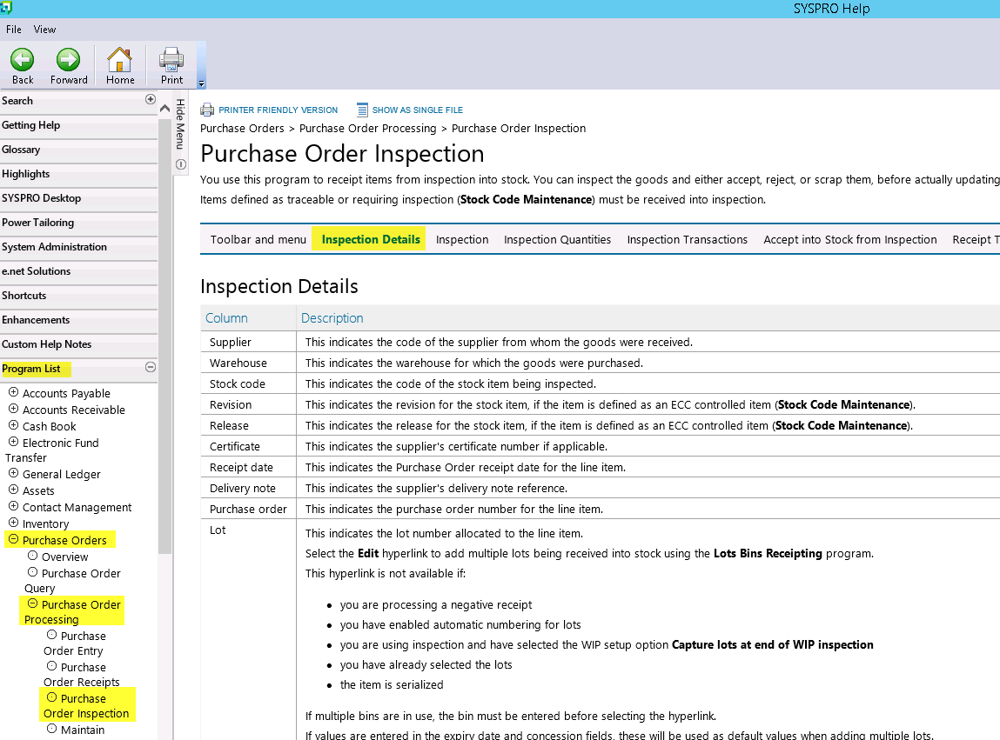 SYSPRO Help
File View
Back Forward Home Print
Search
Getting Help
Glossary
Highlights
SYSPRO Desktop
Power Tailoring
System Administration
e.net Solutions
Shortcuts
Enhancements
Custom Help Notes
Program List
Accounts Payable
Accounts Receivable
Cash Book
Electronic Fund
Transfer
General Ledger
Assets
Contact Management
Inventory
Purchase Orders
Overview
Purchase Order
Query
Purchase Order
Processing
Purchase
Order Entry
Purchase
Order Receipts
Purchase
Order Inspection
Maintain
Hide Menu
PRINTER FRIENDLY VERSION SHOW AS SINGLE FILE
Purchase Orders > Purchase Order Processing > Purchase Order Inspection
Purchase Order Inspection
You use this program to receipt items from inspection into stock. You can inspect the goods and either accept, reject, or scrap them, before actually updating
Items defined as traceable or requiring inspection (Stock Code Maintenance) must be received into inspection.
Toolbar and menu Inspection Details Inspection Inspection Quantities Inspection Transactions Accept into Stock from Inspection Receipt T
Inspection Details
Column Description
Supplier This indicates the code of the supplier from whom the goods were received.
Warehouse This indicates the warehouse for which the goods were purchased.
Stock code This indicates the code of the stock item being inspected.
Revision This indicates the revision for the stock item, if the item is defined as an ECC controlled item (Stock Code Maintenance).
Release This indicates the release for the stock item, if the item is defined as an ECC controlled item (Stock Code Maintenance).
Certificate This indicates the supplier's certificate number if applicable.
Receipt date This indicates the Purchase Order receipt date for the line item.
Delivery note This indicates the supplier's delivery note reference.
Purchase order This indicates the purchase order number for the line item.
Lot This indicates the lot number allocated to the line item.
Select the Edit hyperlink to add multiple lots being received into stock using the Lots Bins Receipting program.
This hyperlink is not available if:
• you are processing a negative receipt
• you have enabled automatic numbering for lots
• you are using inspection and have selected the WIP setup option Capture lots at end of WIP inspection
• you have already selected the lots
• the item is serialized
If multiple bins are in use, the bin must be entered before selecting the hyperlink.
If values are entered in the expiry date and concession fields, these will be used as default values when adding multiple lots.